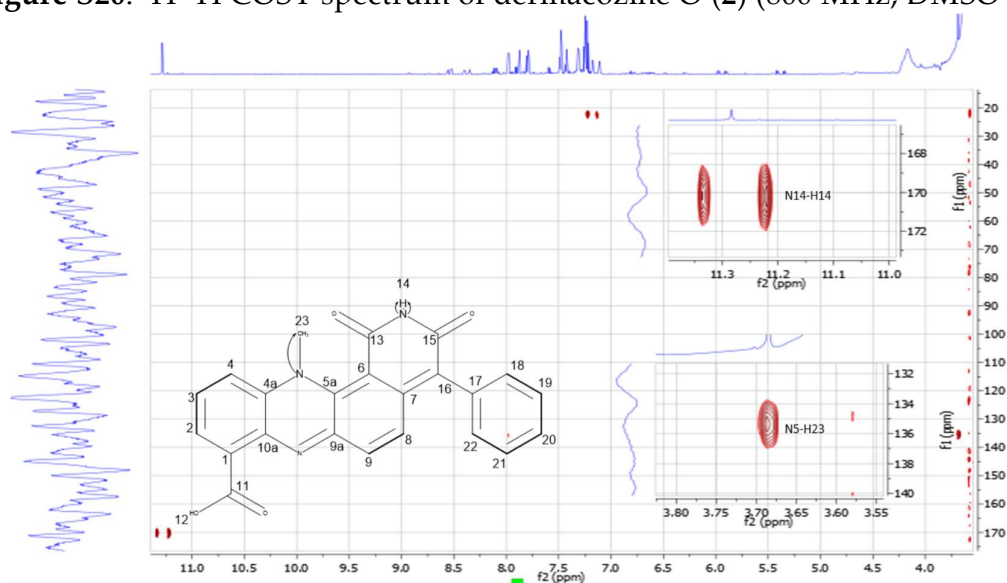 igure S20. H-H COSY spectrum of dermacozine O (2) (600 MHz, DMSO
20
30
40
50
60
70
80
90
100
110
120
130
140
150
160
170
f1 (ppm)
168
170
172
f1 (ppm)
N14-H14
11.3 11.2 11.1 11.0
f2 (ppm)
132
134
136
138
140
f1 (ppm)
N5-H23
3.80 3.75 3.70 3.65 3.60 3.55
f2 (ppm)
14
H
N
O O
23
CH₃
13 15
4 6 18
N 5a 17 19
4a 16
3 7
2 9a 8 22 20
10a N 9 21
1
11
12
O
11.0 10.5 10.0 9.5 9.0 8.5 8.0 7.5 7.0 6.5 6.0 5.5 5.0 4.5 4.0
f2 (ppm)